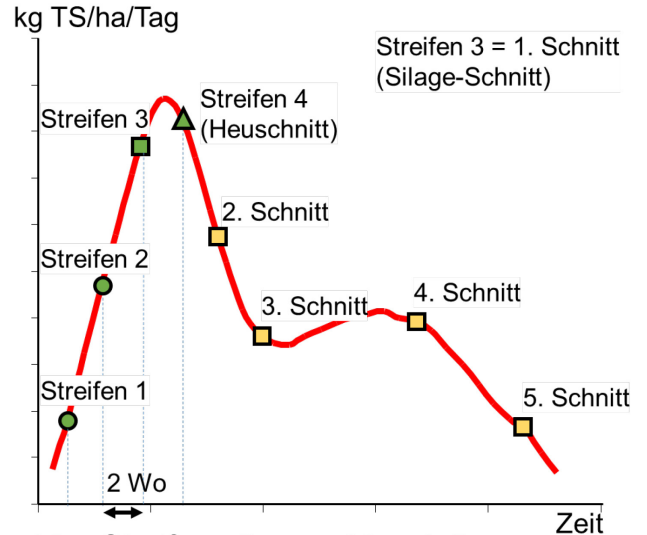 kg TS/ha/Tag
Streifen 3 = 1. Schnitt
(Silage-Schnitt)
Streifen 4
(Heuschnitt)
Streifen 3
2. Schnitt
Streifen 2
3. Schnitt
4. Schnitt
Streifen 1
5. Schnitt
2 Wo
Zeit